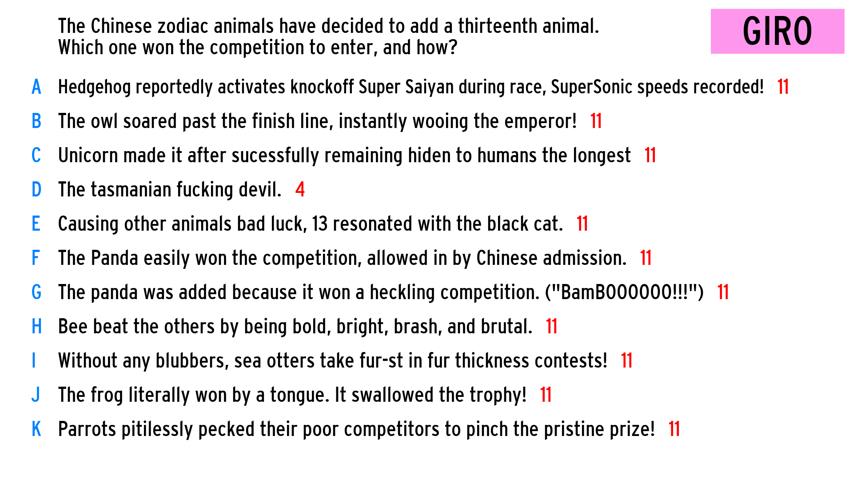 The Chinese zodiac animals have decided to add a thirteenth animal.
Which one won the competition to enter, and how?
GIRO
A Hedgehog reportedly activates knockoff Super Saiyan during race, SuperSonic speeds recorded! 11
B The owl soared past the finish line, instantly wooing the emperor! 11
C Unicorn made it after sucessfully remaining hiden to humans the longest 11
D The tasmanian fucking devil. 4
E Causing other animals bad luck, 13 resonated with the black cat. 11
F The Panda easily won the competition, allowed in by Chinese admission. 11
G The panda was added because it won a heckling competition. ("BamBOOOOOO!!!") 11
H Bee beat the others by being bold, bright, brash, and brutal. 11
I Without any blubbers, sea otters take fur-st in fur thickness contests! 11
J The frog literally won by a tongue. It swallowed the trophy! 11
K Parrots pitilessly pecked their poor competitors to pinch the pristine prize! 11